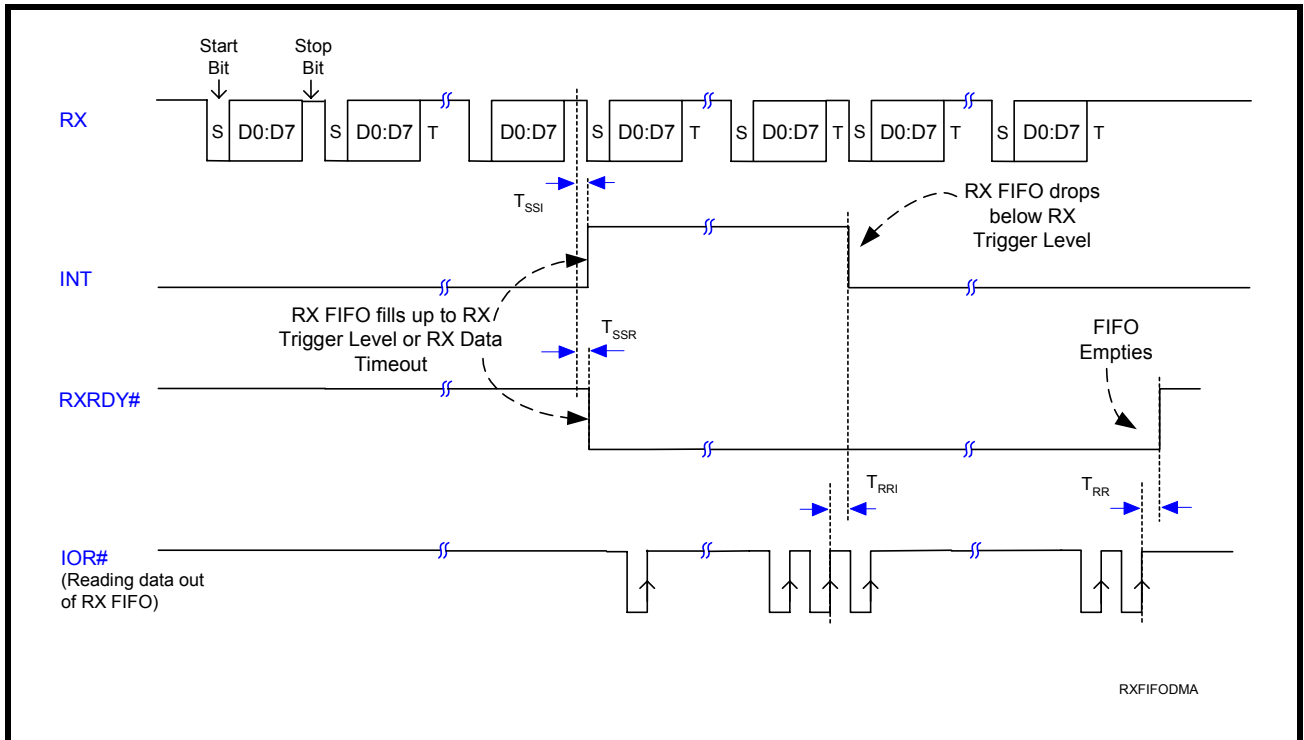 Start
Bit
Stop
Bit
RX
S D0:D7 S D0:D7 T D0:D7 S D0:D7 T S D0:D7 T S D0:D7 T S D0:D7 T
TSSI
RX FIFO drops
below RX
Trigger Level
INT
RX FIFO fills up to RX
Trigger Level or RX Data
Timeout
TSSR
FIFO
Empties
RXRDY#
TRRI
TRR
IOR#
(Reading data out
of RX FIFO)
RXFIFODMA